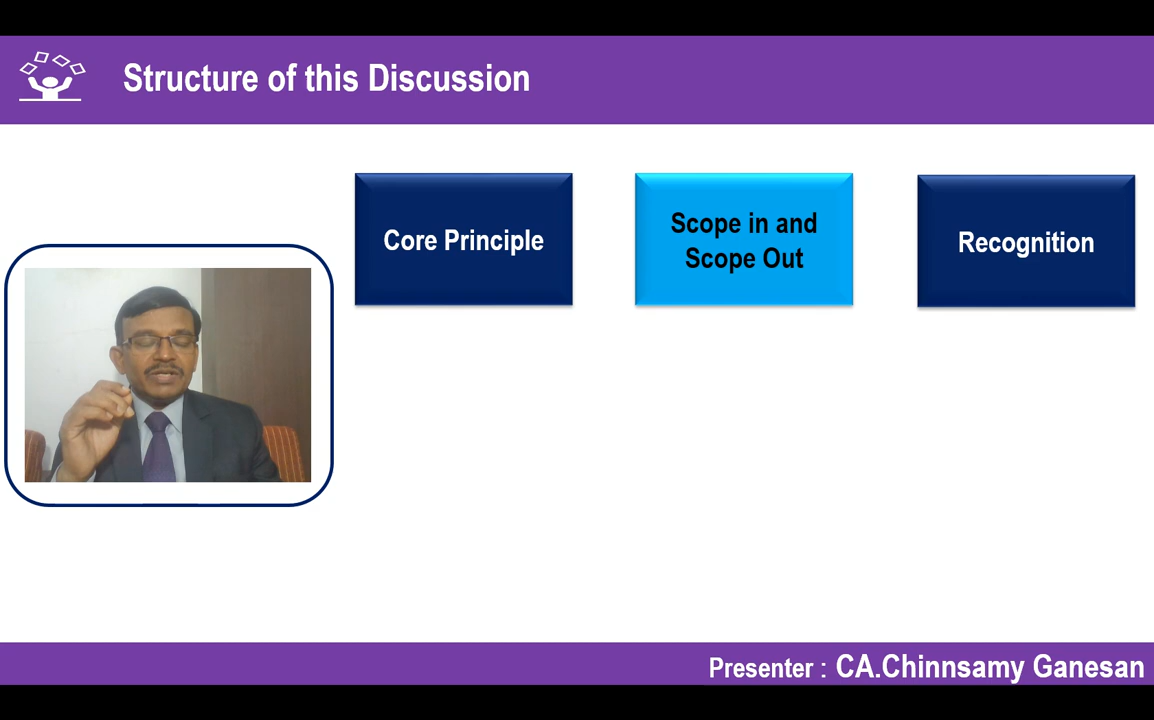 Structure of this Discussion
Core Principle
Scope in and
Scope Out
Recognition
Presenter : CA.Chinnsamy Ganesan